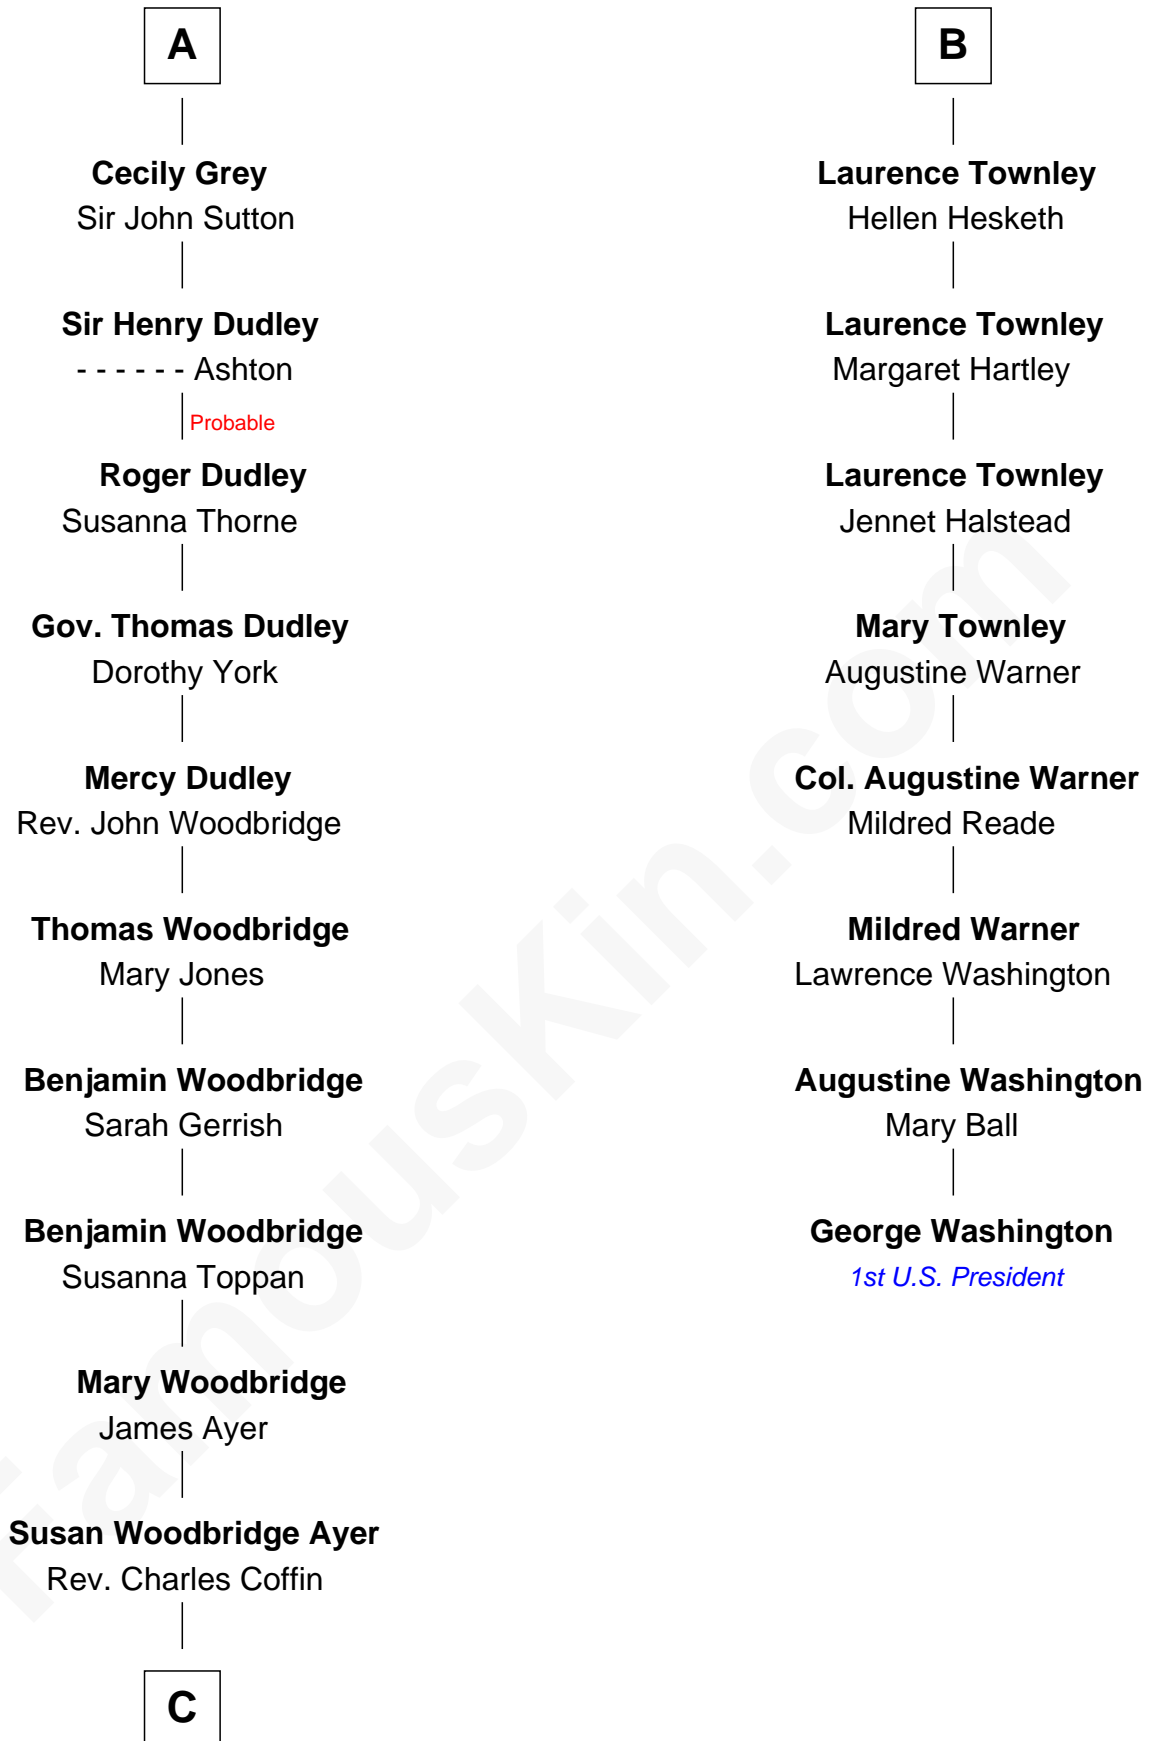 A
Cecily Grey
Sir John Sutton
Sir Henry Dudley
- - - - - - Ashton
Probable
Roger Dudley
Susanna Thorne
Gov. Thomas Dudley
Dorothy York
Mercy Dudley
Rev. John Woodbridge
Thomas Woodbridge
Mary Jones
Benjamin Woodbridge
Sarah Gerrish
Benjamin Woodbridge
Susanna Toppan
Mary Woodbridge
James Ayer
Susan Woodbridge Ayer
Rev. Charles Coffin
C
B
Laurence Townley
Hellen Hesketh
Laurence Townley
Margaret Hartley
Laurence Townley
Jennet Halstead
Mary Townley
Augustine Warner
Col. Augustine Warner
Mildred Reade
Mildred Warner
Lawrence Washington
Augustine Washington
Mary Ball
George Washington
1st U.S. President
FamousKin.com